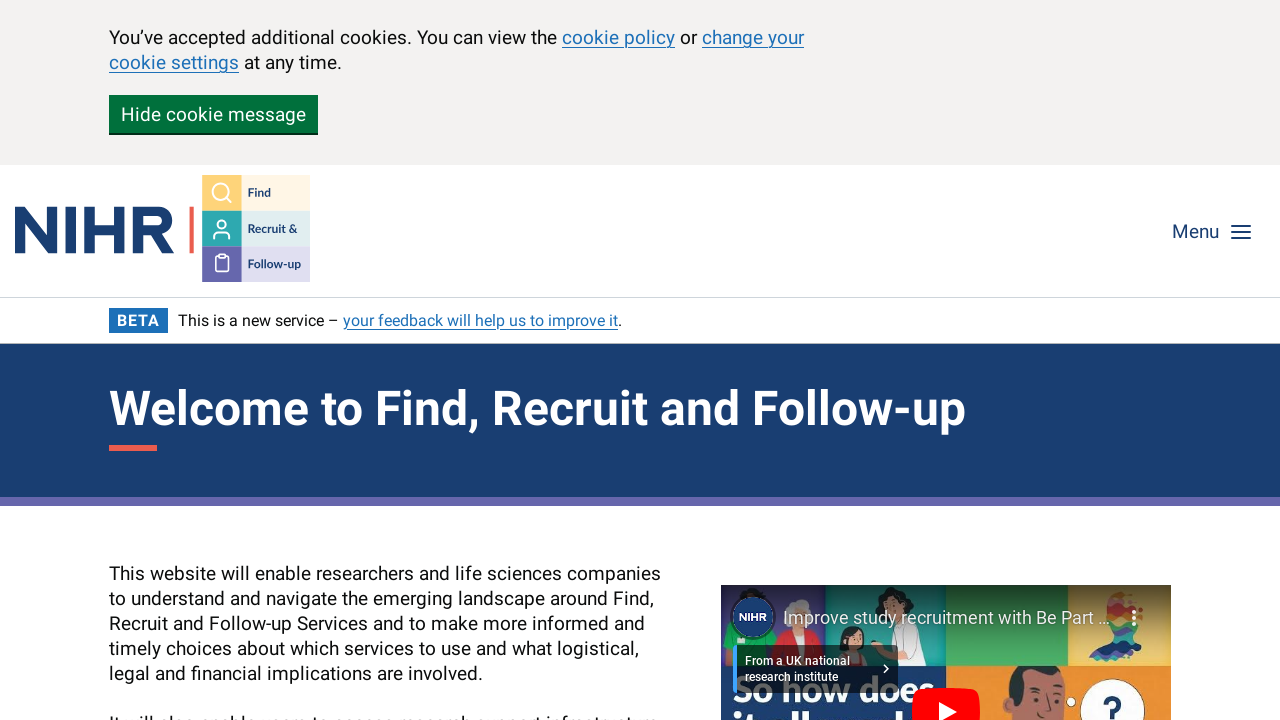 You’ve accepted additional cookies. You can view the cookie policy or change your
cookie settings at any time.
Hide cookie message
NIHR
Find
Recruit &
Follow-up
Menu
BETA This is a new service – your feedback will help us to improve it.
Welcome to Find, Recruit and Follow-up
This website will enable researchers and life sciences companies
to understand and navigate the emerging landscape around Find,
Recruit and Follow-up Services and to make more informed and
timely choices about which services to use and what logistical,
legal and financial implications are involved.
NIHR
Improve study recruitment with Be Part ...
From a UK national
research institute
So how does
?